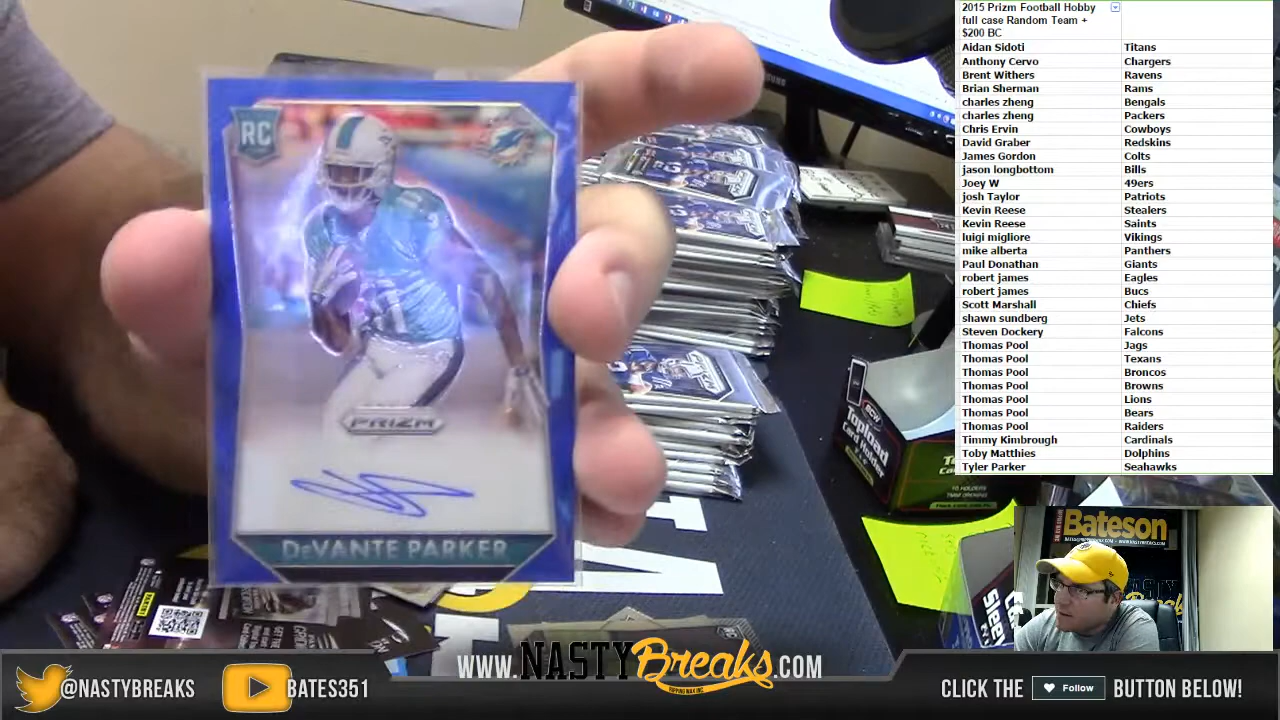 2015 Prizm Football Hobby
full case Random Team +
$200 BC
Aidan Sidoti Titans
Anthony Cervo Chargers
Brent Withers Ravens
Brian Sherman Rams
charles zheng Bengals
charles zheng Packers
Chris Ervin Cowboys
David Graber Redskins
James Gordon Colts
jason longbottom Bills
Joey W 49ers
josh Taylor Patriots
Kevin Reese Stealers
Kevin Reese Saints
luigi migliore Vikings
mike alberta Panthers
Paul Donathan Giants
robert james Eagles
robert james Bucs
Scott Marshall Chiefs
shawn sundberg Jets
Steven Dockery Falcons
Thomas Pool Jags
Thomas Pool Texans
Thomas Pool Broncos
Thomas Pool Browns
Thomas Pool Lions
Thomas Pool Bears
Thomas Pool Raiders
Timmy Kimbrough Cardinals
Toby Matthies Dolphins
Tyler Parker Seahawks
RC
PRIZM
DeVANTE PARKER
Topload
Card Holder
Bateson
Breaks
@NASTYBREAKS
BATES351
WWW.NASTYBreaks.COM
CLICK THE Follow BUTTON BELOW!